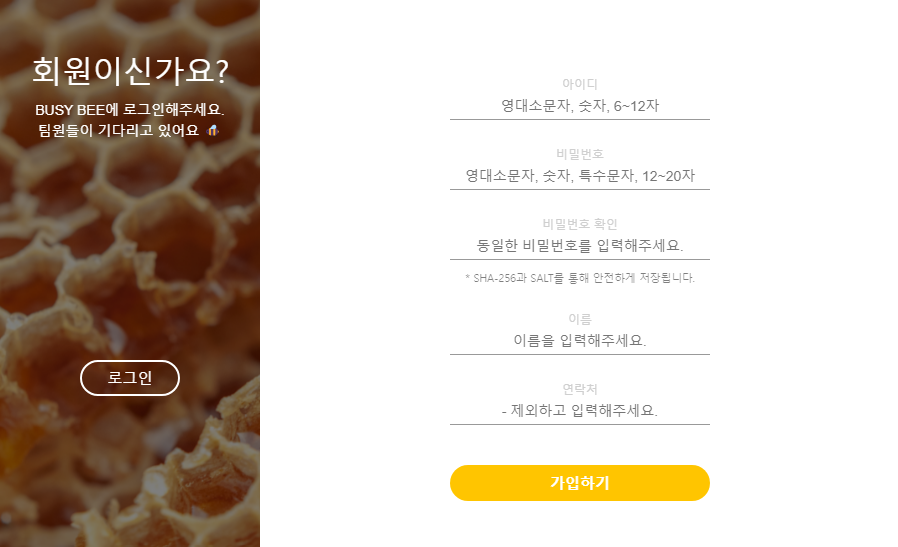 회원이신가요?
BUSY BEE에 로그인해주세요.
팀원들이 기다리고 있어요 🐝
로그인
아이디
영대소문자, 숫자, 6~12자
비밀번호
영대소문자, 숫자, 특수문자, 12~20자
비밀번호 확인
동일한 비밀번호를 입력해주세요.
* SHA-256과 SALT를 통해 안전하게 저장됩니다.
이름
이름을 입력해주세요.
연락처
- 제외하고 입력해주세요.
가입하기